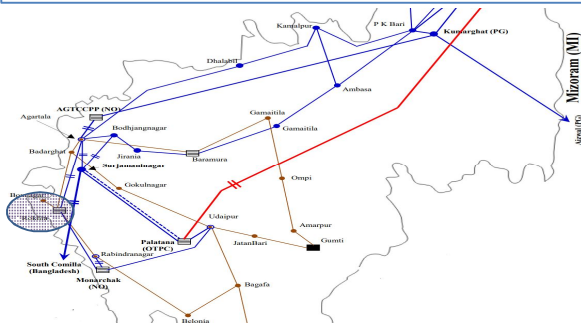 Kamalpur
P K Bari
Kumarghat (PG)
Mizoram (MI)
Dhalabil
Ambasa
AGTCCPP (NO)
Gamaitila
Agartala
Bodhjangnagar
Gamaitila
Badarghat
Jirania
Baramura
Surjamaninagar
Gokulnagar
Ompi
Udaipur
Amarpur
Palatana
(OTPC)
JatanBari
Gumti
South Comilla
(Bangladesh)
Rabindranagar
Monarchak
(NO)
Bagafa
Belonia